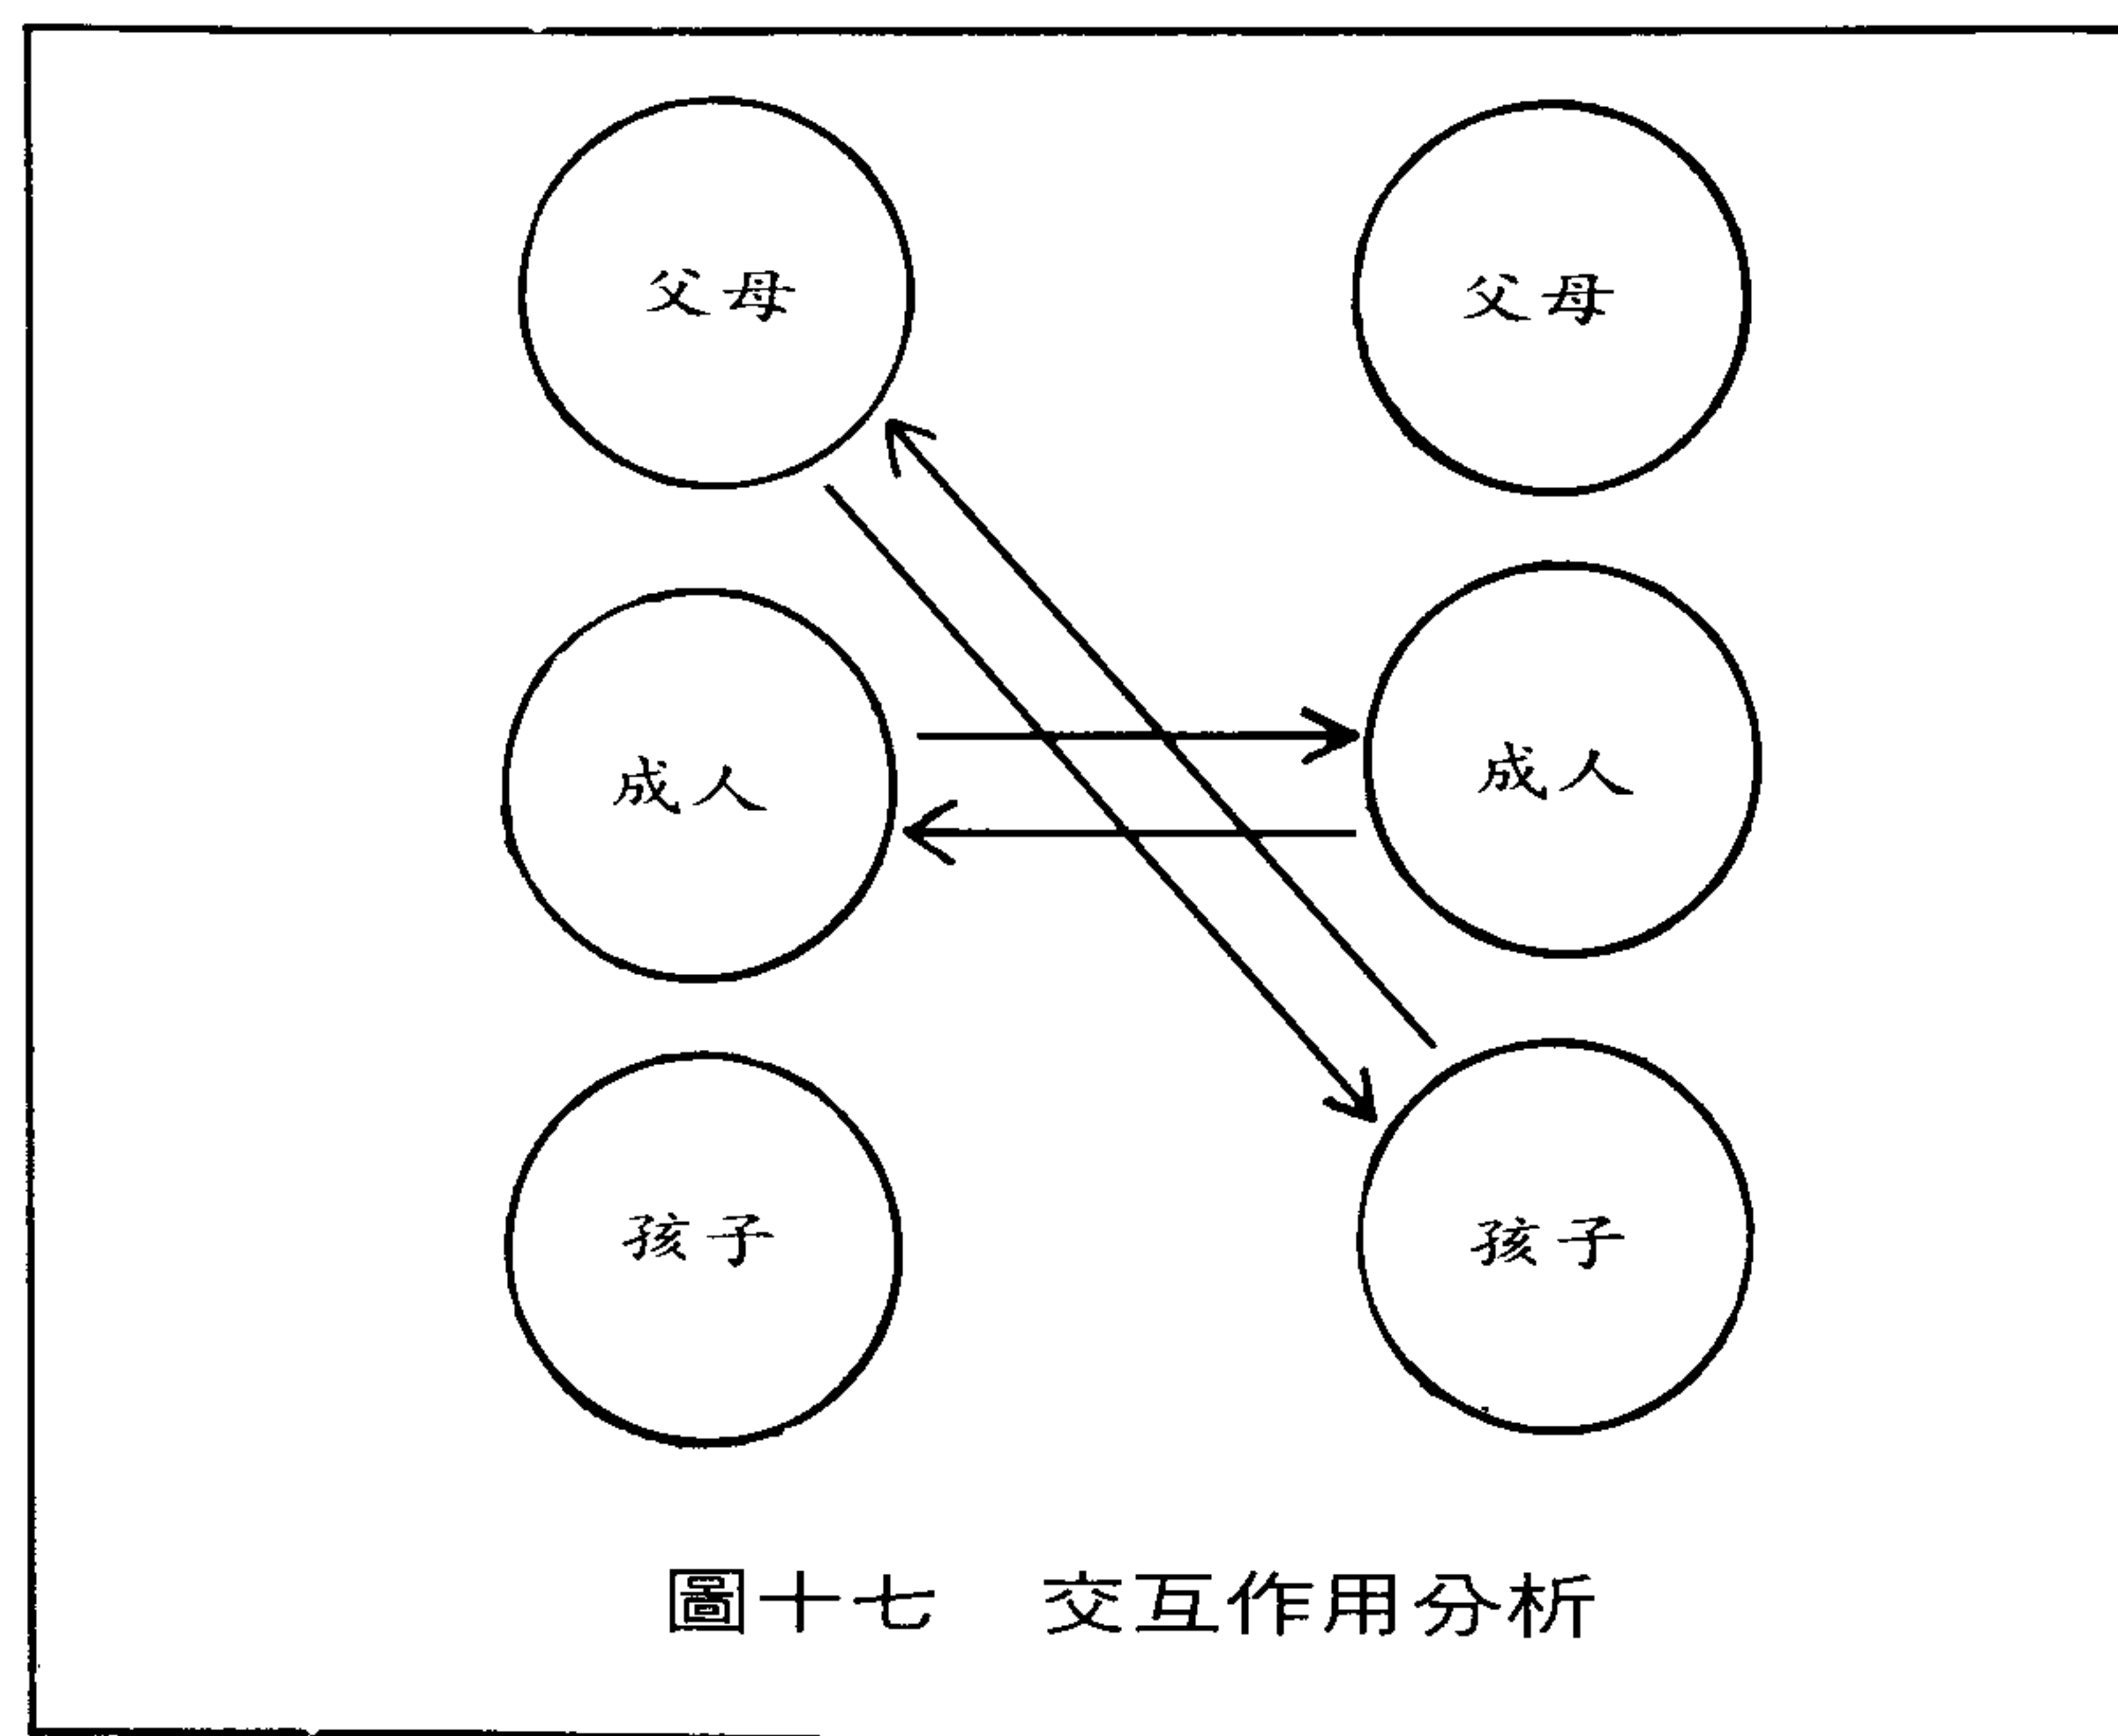 父母 父母
成人 成人
孩子 孩子
圖十七 交互作用分析